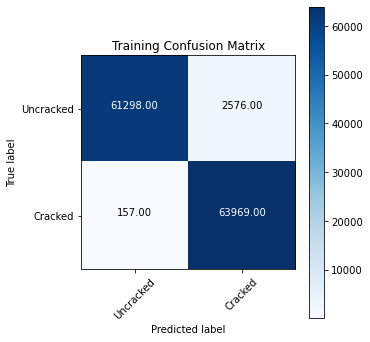 Training Confusion Matrix
True label
Uncracked
61298.00
2576.00
Cracked
157.00
63969.00
Uncracked
Cracked
Predicted label
60000
50000
40000
30000
20000
10000